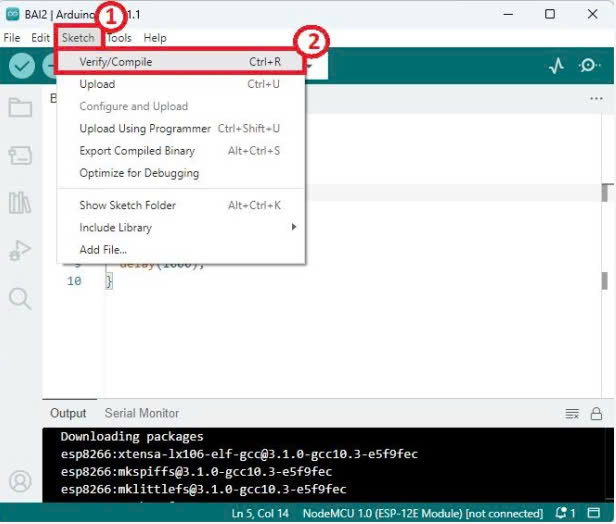 BAI2 | Arduino 1.1
1
File Edit Sketch Tools Help
2
Verify/Compile Ctrl+R
Upload Ctrl+U
Configure and Upload
Upload Using Programmer Ctrl+Shift+U
Export Compiled Binary Alt+Ctrl+S
Optimize for Debugging
Show Sketch Folder Alt+Ctrl+K
Include Library
Add File...
9 delay(1000);
10 }
Output Serial Monitor
Downloading packages
esp8266:xtensa-lx106-elf-gcc@3.1.0-gcc10.3-e5f9fec
esp8266:mkspiffs@3.1.0-gcc10.3-e5f9fec
esp8266:mklittlefs@3.1.0-gcc10.3-e5f9fec
Ln 5, Col 14 NodeMCU 1.0 (ESP-12E Module) [not connected] 1